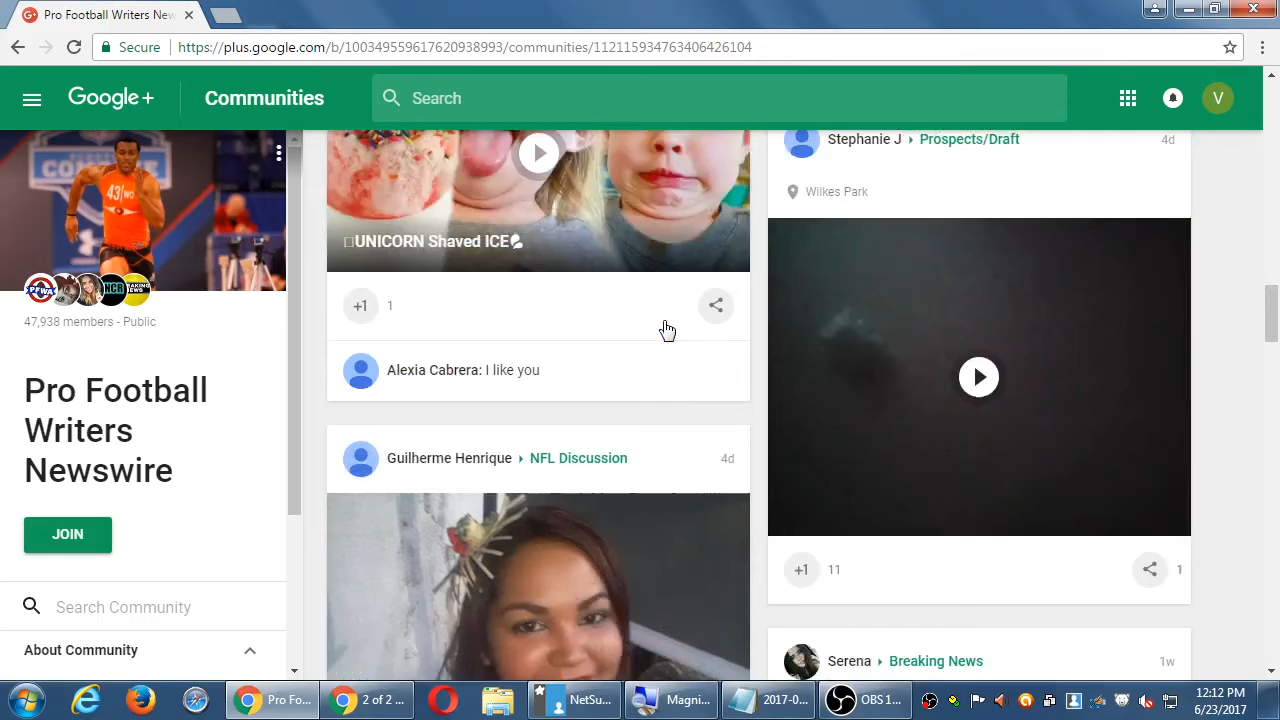 Pro Football Writers New
Secure
https://plus.google.com/b/100349559617620938993/communities/112115934763406426104
Google+
Communities
Search
V
47,938 members - Public
Pro Football
Writers
Newswire
JOIN
Search Community
About Community
UNICORN Shaved ICE
+1
1
Alexia Cabrera: I like you
Guilherme Henrique
NFL Discussion
4d
Stephanie J
Prospects/Draft
4d
Wilkes Park
+1
11
1
Serena
Breaking News
1w
Pro Fo...
2 of 2 ...
NetSu...
Magni...
2017-0...
OBS 1...
12:12 PM
6/23/2017